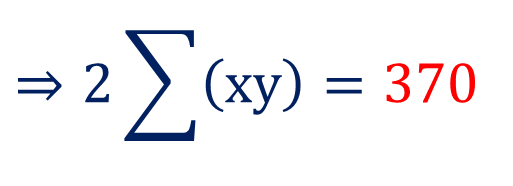 ⇒ 2 ∑(xy) = 370